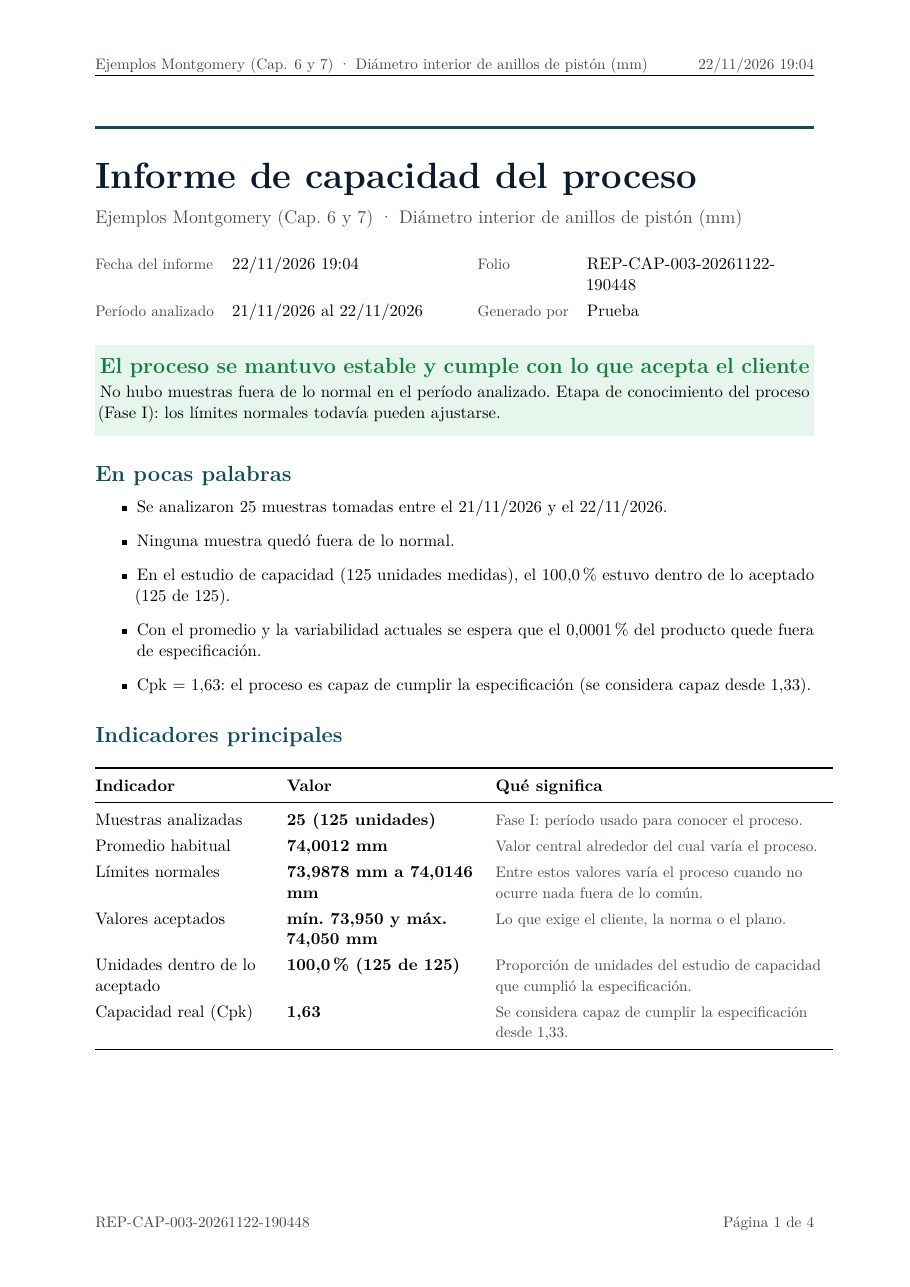 Ejemplos Montgomery (Cap. 6 y 7) · Diámetro interior de anillos de pistón (mm) 22/11/2026 19:04
Informe de capacidad del proceso
Ejemplos Montgomery (Cap. 6 y 7) · Diámetro interior de anillos de pistón (mm)
Fecha del informe 22/11/2026 19:04 Folio REP-CAP-003-20261122-
190448
Período analizado 21/11/2026 al 22/11/2026 Generado por Prueba
El proceso se mantuvo estable y cumple con lo que acepta el cliente
No hubo muestras fuera de lo normal en el período analizado. Etapa de conocimiento del proceso
(Fase I): los límites normales todavía pueden ajustarse.
En pocas palabras
▪ Se analizaron 25 muestras tomadas entre el 21/11/2026 y el 22/11/2026.
▪ Ninguna muestra quedó fuera de lo normal.
▪ En el estudio de capacidad (125 unidades medidas), el 100,0 % estuvo dentro de lo aceptado
(125 de 125).
▪ Con el promedio y la variabilidad actuales se espera que el 0,0001 % del producto quede fuera
de especificación.
▪ Cpk = 1,63: el proceso es capaz de cumplir la especificación (se considera capaz desde 1,33).
Indicadores principales
Indicador Valor Qué significa
Muestras analizadas 25 (125 unidades) Fase I: período usado para conocer el proceso.
Promedio habitual 74,0012 mm Valor central alrededor del cual varía el proceso.
Límites normales 73,9878 mm a 74,0146 Entre estos valores varía el proceso cuando no
mm ocurre nada fuera de lo común.
Valores aceptados mín. 73,950 y máx. Lo que exige el cliente, la norma o el plano.
74,050 mm
Unidades dentro de lo 100,0 % (125 de 125) Proporción de unidades del estudio de capacidad
aceptado que cumplió la especificación.
Capacidad real (Cpk) 1,63 Se considera capaz de cumplir la especificación
desde 1,33.
REP-CAP-003-20261122-190448 Página 1 de 4